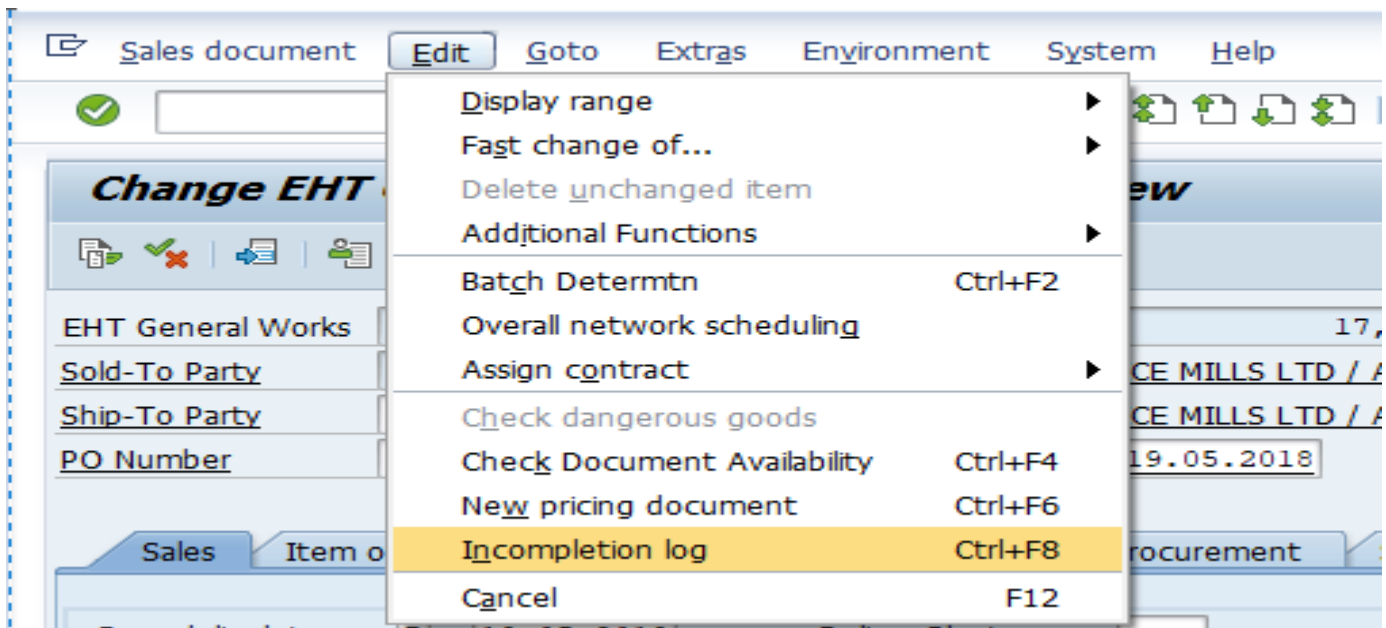 Sales document Edit Goto Extras Environment System Help
Display range
Fast change of...
Change EHT ew
Delete unchanged item
Additional Functions
Batch Determtn Ctrl+F2
EHT General Works Overall network scheduling 17,
Sold-To Party Assign contract CE MILLS LTD / A
Ship-To Party Check dangerous goods CE MILLS LTD / A
PO Number Check Document Availability Ctrl+F4 19.05.2018
New pricing document Ctrl+F6
Sales Item o Incompletion log Ctrl+F8 rocurement
Cancel F12